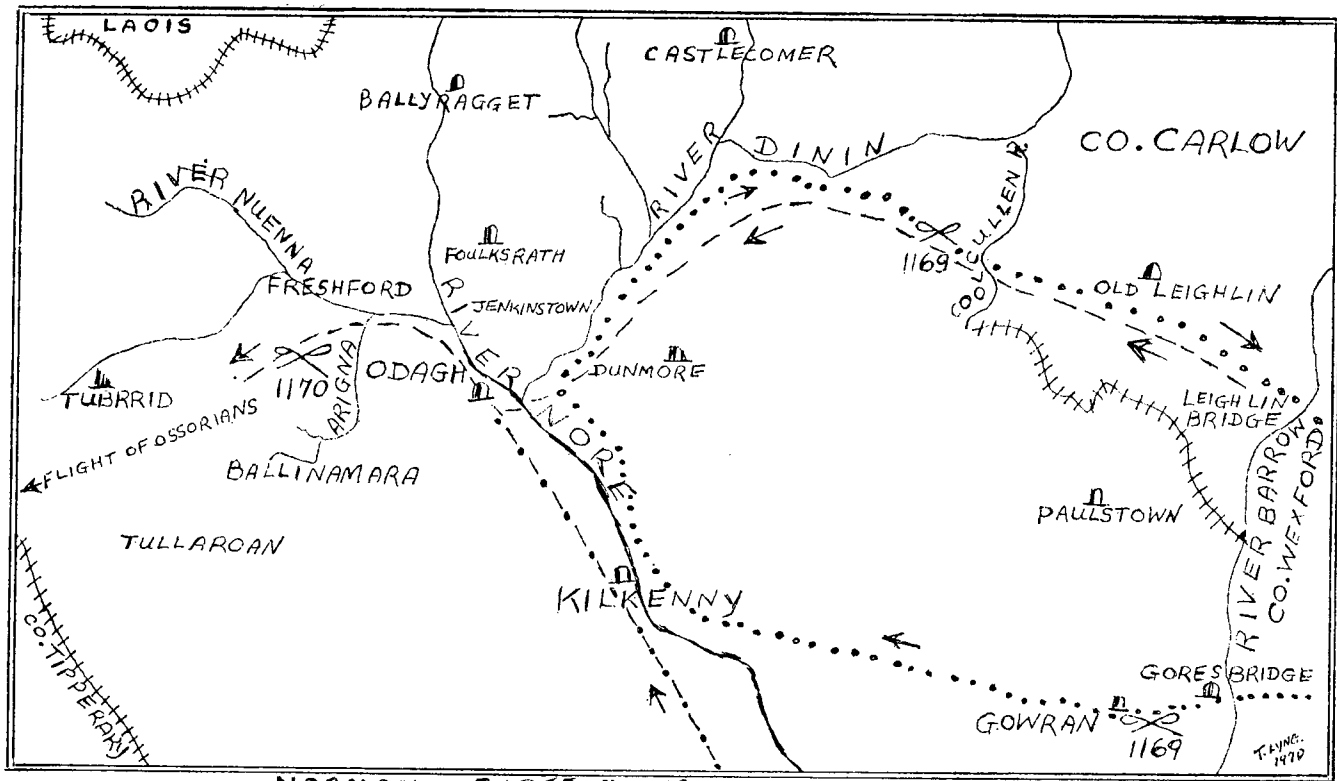 LAOIS
CASTLECOMER
BALLYRAGGET
RIVER DININ
CO. CARLOW
RIVER NUENNA
COOLCULLEN R.
FOULKSRATH
1169
FRESHFORD
JENKINSTOWN
OLD LEIGHLIN
RIVER NORE
1170
ODAGH
DUNMORE
TUBRRID
ARIGNA
LEIGHLIN
BRIDGE
FLIGHT OF OSSORIANS
BALLINAMARA
PAULSTOWN
RIVER BARROW
CO. WEXFORD
TULLAROAN
KILKENNY
CO. TIPPERARY
GORESBRIDGE
GOWRAN
1169
T. LYNG.
1970